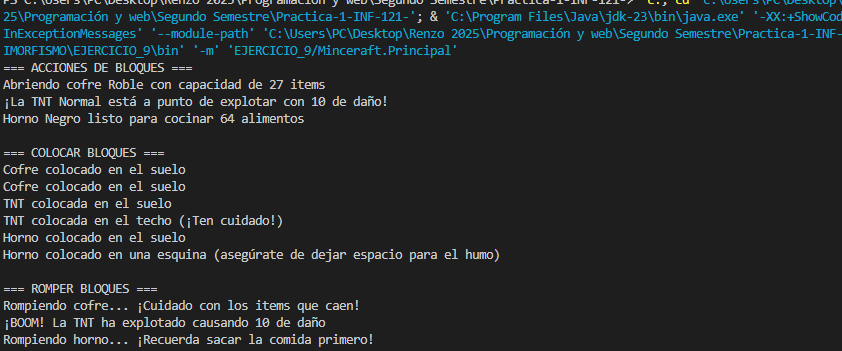 PS C:\Users\PC\Desktop\Renzo 2025\Programación y web\Segundo Semestre\Practica-1-INF-121-> c:; cd 'c:\Users\PC\Desktop\Renzo 20
25\Programación y web\Segundo Semestre\Practica-1-INF-121-'; & 'C:\Program Files\Java\jdk-23\bin\java.exe' '-XX:+ShowCod
InExceptionMessages' '--module-path' 'C:\Users\PC\Desktop\Renzo 2025\Programación y web\Segundo Semestre\Practica-1-INF-
IMORFISMO\EJERCICIO_9\bin' '-m' 'EJERCICIO_9/Minceraft.Principal'
=== ACCIONES DE BLOQUES ===
Abriendo cofre Roble con capacidad de 27 items
¡La TNT Normal está a punto de explotar con 10 de daño!
Horno Negro listo para cocinar 64 alimentos
=== COLOCAR BLOQUES ===
Cofre colocado en el suelo
Cofre colocado en el suelo
TNT colocada en el suelo
TNT colocada en el techo (¡Ten cuidado!)
Horno colocado en el suelo
Horno colocado en una esquina (asegúrate de dejar espacio para el humo)
=== ROMPER BLOQUES ===
Rompiendo cofre... ¡Cuidado con los items que caen!
¡BOOM! La TNT ha explotado causando 10 de daño
Rompiendo horno... ¡Recuerda sacar la comida primero!